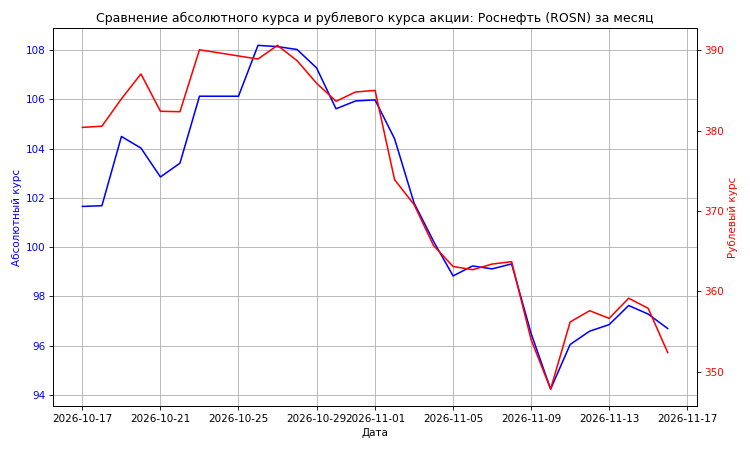 Сравнение абсолютного курса и рублевого курса акции: Роснефть (ROSN) за месяц
108
106
104
102
100
98
96
94
Абсолютный курс
390
380
370
360
350
Рублевый курс
2026-10-17 2026-10-21 2026-10-25 2026-10-29 2026-11-01 2026-11-05 2026-11-09 2026-11-13 2026-11-17
Дата